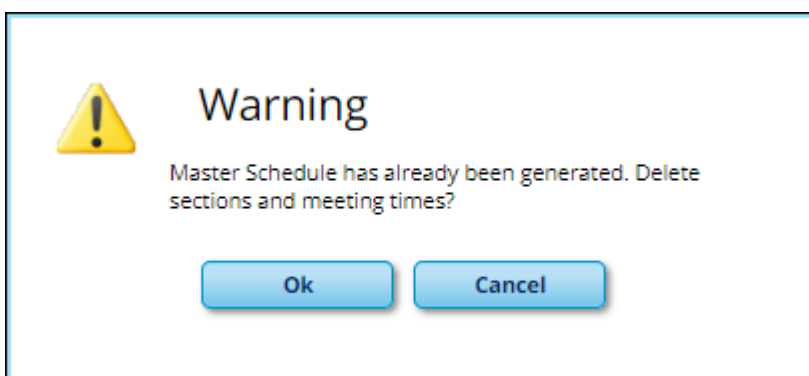 Warning
Master Schedule has already been generated. Delete
sections and meeting times?
Ok
Cancel